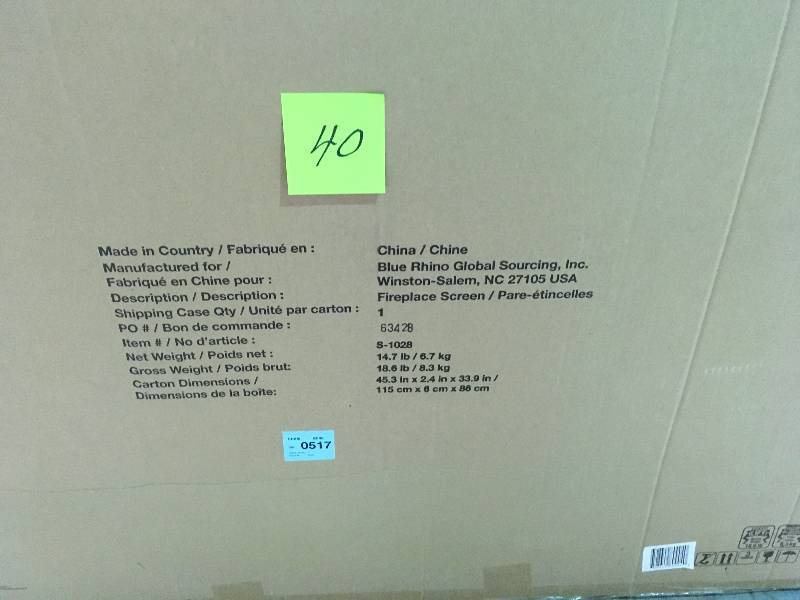 40
Made in Country / Fabriqué en : China / Chine
Manufactured for / Blue Rhino Global Sourcing, Inc.
Fabriqué en Chine pour : Winston-Salem, NC 27105 USA
Description / Description : Fireplace Screen / Pare-étincelles
Shipping Case Qty / Unité par carton : 1
PO # / Bon de commande : 63428
Item # / No d'article : S-1028
Net Weight / Poids net : 14.7 lb / 6.7 kg
Gross Weight / Poids brut: 18.6 lb / 8.3 kg
Carton Dimensions / 45.3 in x 2.4 in x 33.9 in /
Dimensions de la boîte: 115 cm x 6 cm x 86 cm
0517